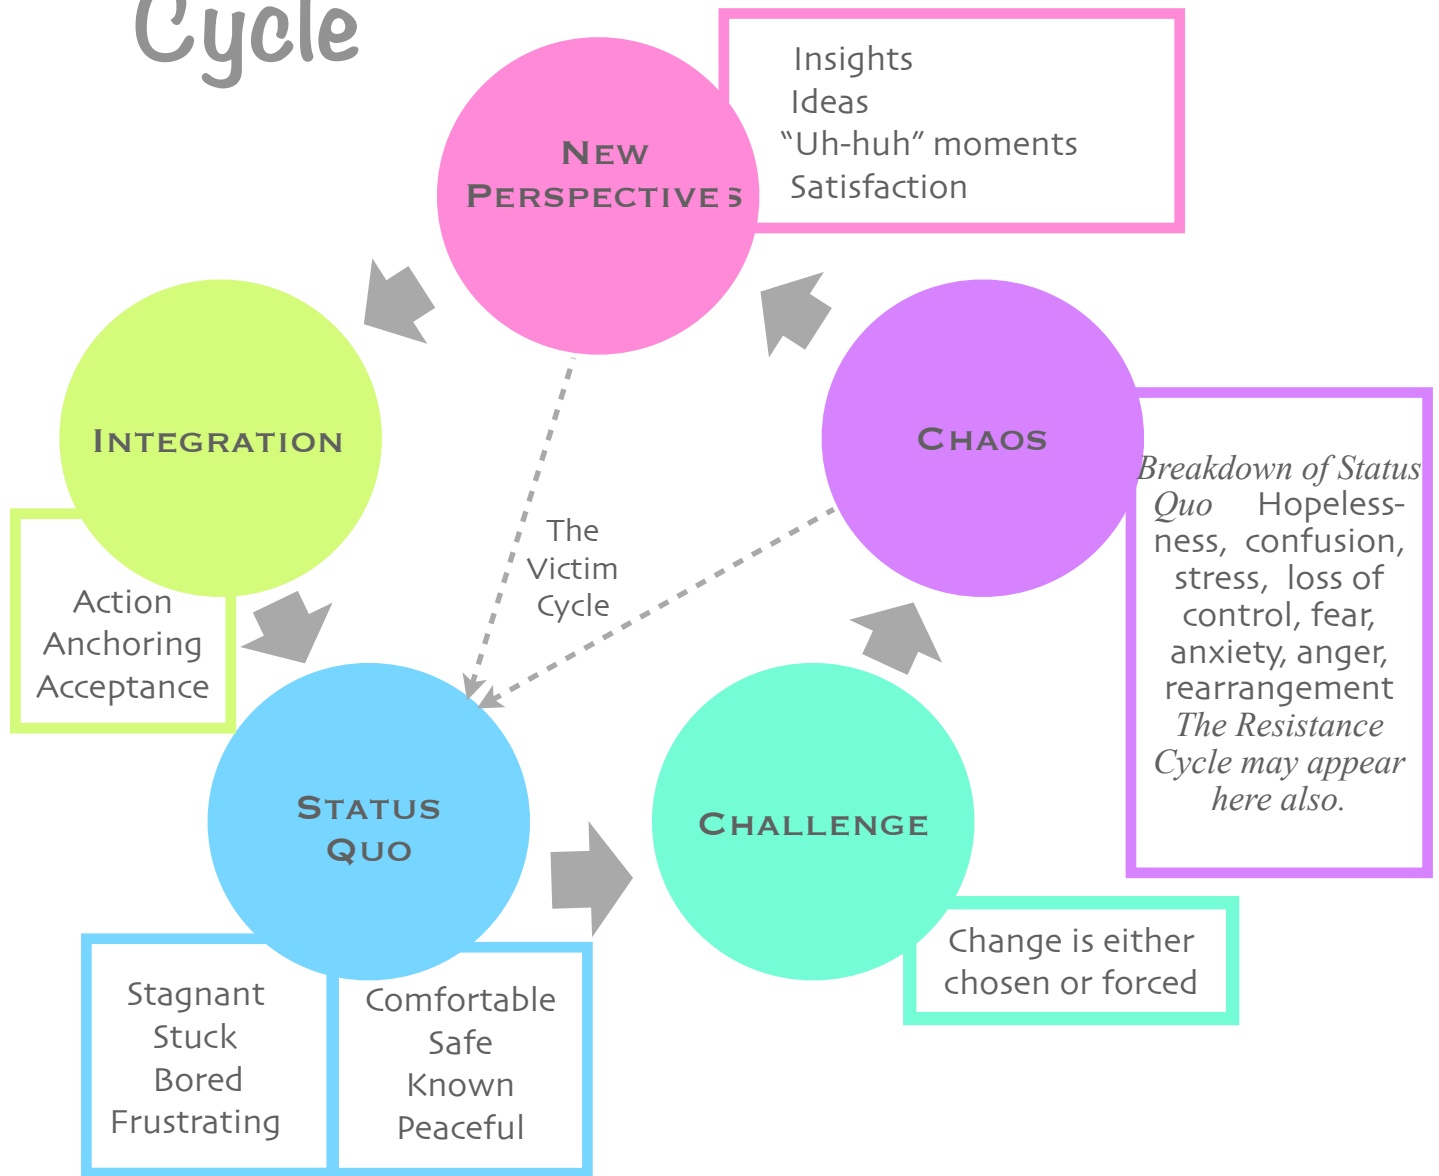 Cycle
Insights
Ideas
“Uh-huh” moments
Satisfaction
New
Perspectives
Integration
Chaos
Breakdown of Status
Quo Hopeless-
ness, confusion,
stress, loss of
control, fear,
anxiety, anger,
rearrangement
The Resistance
Cycle may appear
here also.
The
Victim
Cycle
Action
Anchoring
Acceptance
Status
Quo
Challenge
Change is either
chosen or forced
Stagnant
Stuck
Bored
Frustrating
Comfortable
Safe
Known
Peaceful